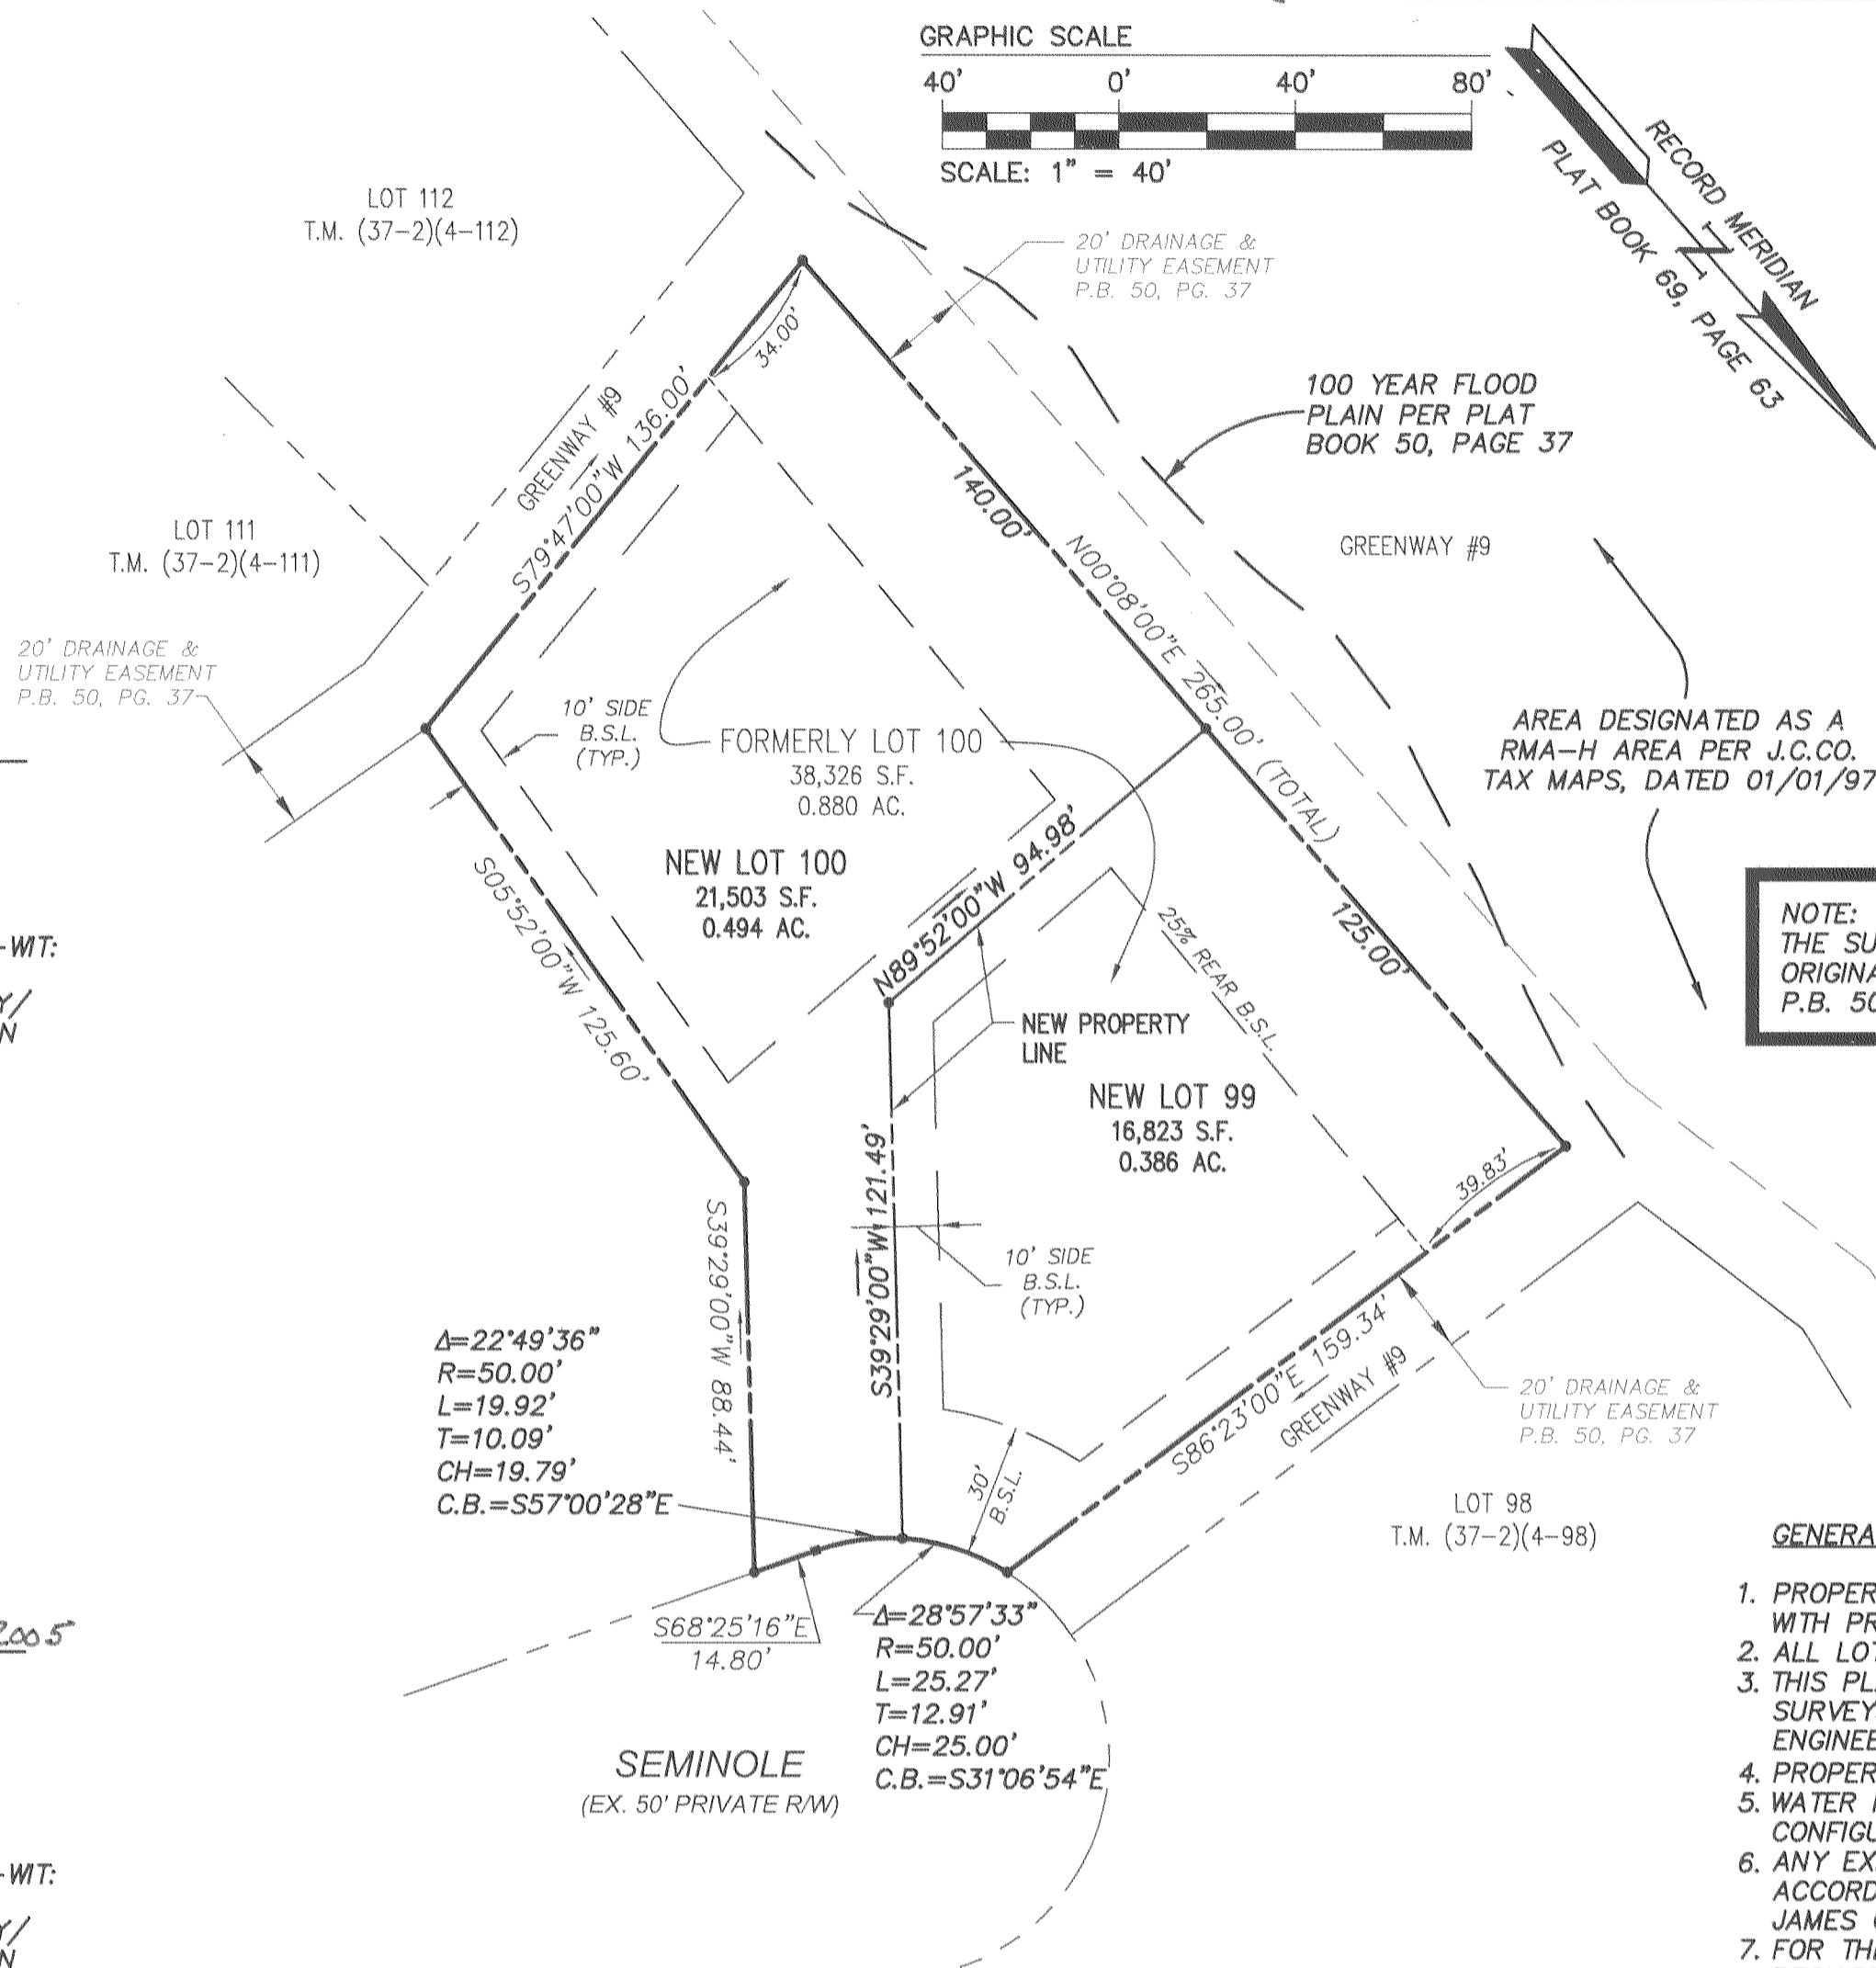 GRAPHIC SCALE
40' 0' 40' 80'
SCALE: 1" = 40'
RECORD MERIDIAN
PLAT BOOK 69, PAGE 63
LOT 112
T.M. (37-2)(4-112)
20' DRAINAGE &
UTILITY EASEMENT
P.B. 50, PG. 37
34.00'
100 YEAR FLOOD
PLAIN PER PLAT
BOOK 50, PAGE 37
GREENWAY #9
S79°47'00"W 136.00'
LOT 111
T.M. (37-2)(4-111)
140.00'
N00°08'00"E 265.00' (TOTAL)
GREENWAY #9
20' DRAINAGE &
UTILITY EASEMENT
P.B. 50, PG. 37
10' SIDE
B.S.L.
(TYP.)
FORMERLY LOT 100
38,326 S.F.
0.880 AC.
AREA DESIGNATED AS A
RMA-H AREA PER J.C.CO.
TAX MAPS, DATED 01/01/97
NEW LOT 100
21,503 S.F.
0.494 AC.
N89°52'00"W 94.98'
S05°52'00"W 125.60'
125.00'
25% REAR B.S.L.
NOTE:
THE SU
ORIGINA
P.B. 50
-WIT:
Y/
N
NEW PROPERTY
LINE
NEW LOT 99
16,823 S.F.
0.386 AC.
39.83'
S39°29'00"W 121.49'
S39°29'00"W 88.44'
10' SIDE
B.S.L.
(TYP.)
Δ=22°49'36"
R=50.00'
L=19.92'
T=10.09'
CH=19.79'
C.B.=S57°00'28"E
S86°23'00"E 159.34'
GREENWAY #9
20' DRAINAGE &
UTILITY EASEMENT
P.B. 50, PG. 37
30'
B.S.L.
LOT 98
T.M. (37-2)(4-98)
S68°25'16"E
14.80'
Δ=28°57'33"
R=50.00'
L=25.27'
T=12.91'
CH=25.00'
C.B.=S31°06'54"E
2005
SEMINOLE
(EX. 50' PRIVATE R/W)
GENERA
1. PROPER
WITH PR
2. ALL LOT
3. THIS PL
SURVEY
ENGINEE
4. PROPER
5. WATER
CONFIGU
6. ANY EX
ACCORD
JAMES
7. FOR TH
-WIT:
Y/
N